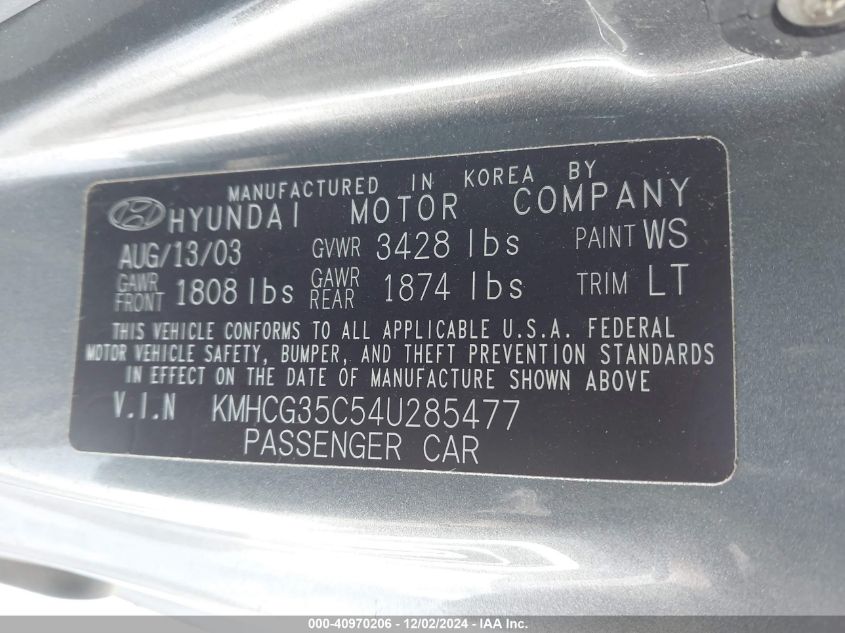 MANUFACTURED IN KOREA BY
HYUNDAI MOTOR COMPANY
AUG/13/03 GVWR 3428 lbs PAINT WS
GAWR FRONT 1808 lbs GAWR REAR 1874 lbs TRIM LT
THIS VEHICLE CONFORMS TO ALL APPLICABLE U.S.A. FEDERAL
MOTOR VEHICLE SAFETY, BUMPER, AND THEFT PREVENTION STANDARDS
IN EFFECT ON THE DATE OF MANUFACTURE SHOWN ABOVE
V.I.N KMHCG35C54U285477
PASSENGER CAR
000-40970206 - 12/02/2024 - IAA Inc.